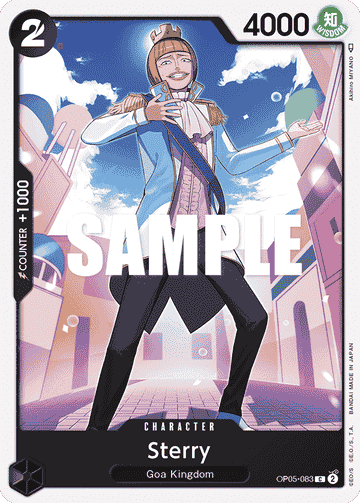 2
4000
知
WISDOM
Akihiro MIYANO
COUNTER +1000
SAMPLE
CHARACTER
Sterry
Goa Kingdom
OP05-083 C 2
©E.O./S. ©E.O./S., T.A. BANDAI MADE IN JAPAN